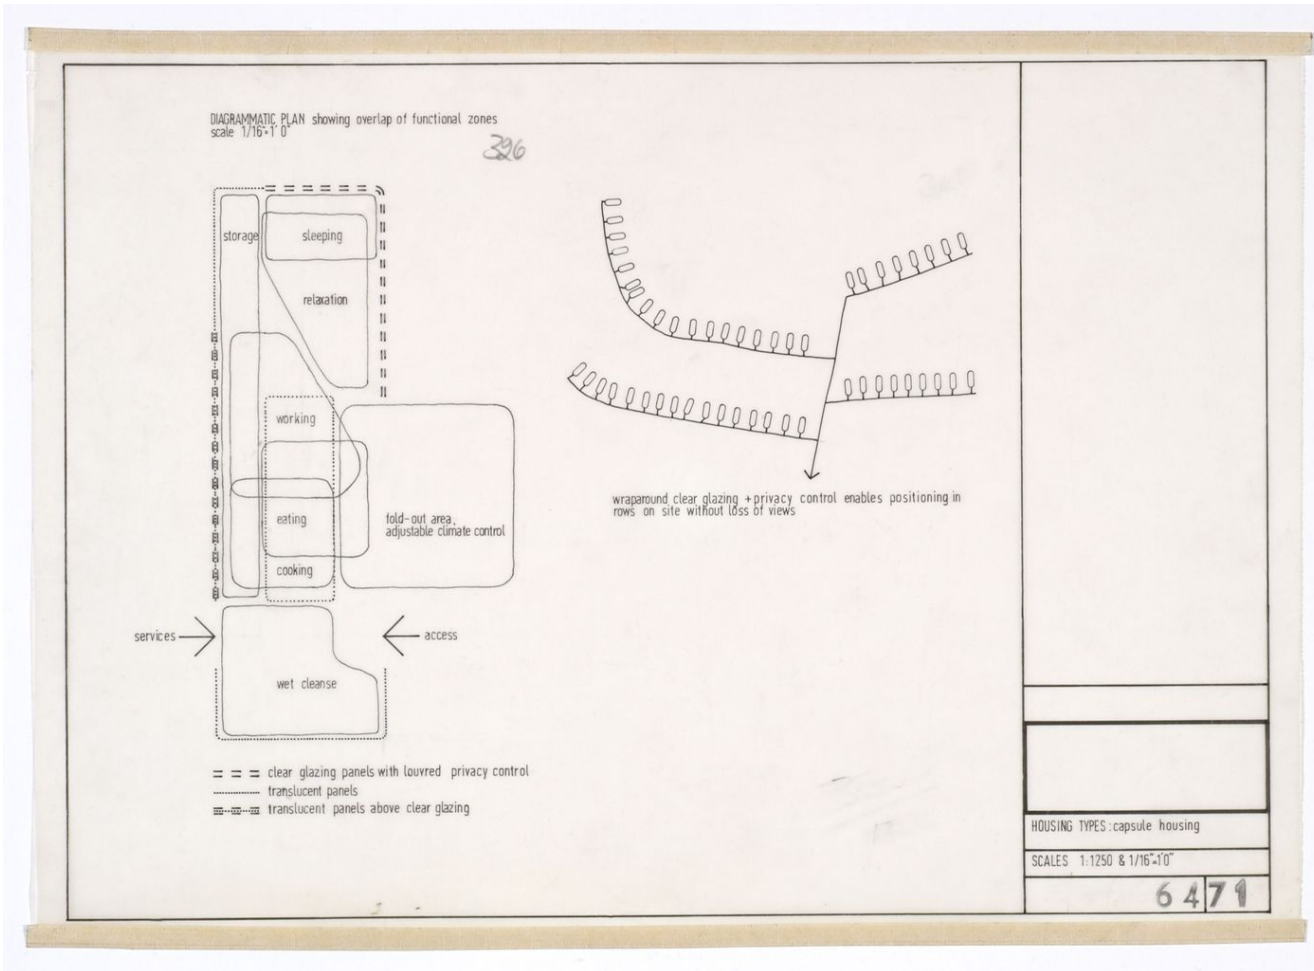 DIAGRAMMATIC PLAN showing overlap of functional zones
scale 1/16"=1'0"
396
storage
sleeping
relaxation
working
eating
cooking
fold-out area,
adjustable climate control
services
access
wet cleanse
wraparound clear glazing + privacy control enables positioning in
rows on site without loss of views
clear glazing panels with louvred privacy control
translucent panels
translucent panels above clear glazing
HOUSING TYPES: capsule housing
SCALES 1:1250 & 1/16"=1'0"
6471